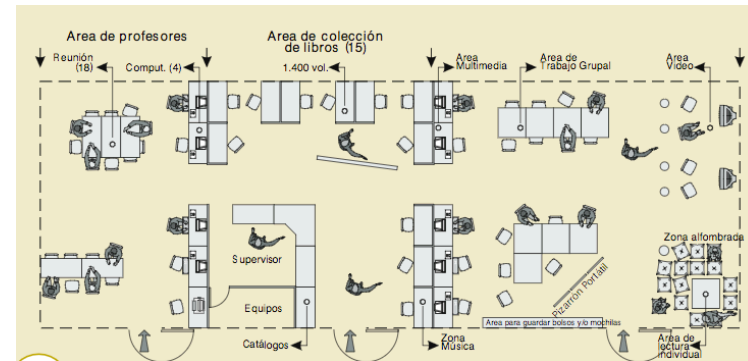 Area de profesores
Area de colección
de libros (15)
Reunión
(18)
Comput. (4)
1.400 vol.
Area
Multimedia
Area de
Trabajo Grupal
Area
Video
Supervisor
Equipos
Catálogos
Zona
Música
Pizarrón Portátil
Area para guardar bolsos y/o mochilas
Zona alfombrada
Area de
lectura
individual